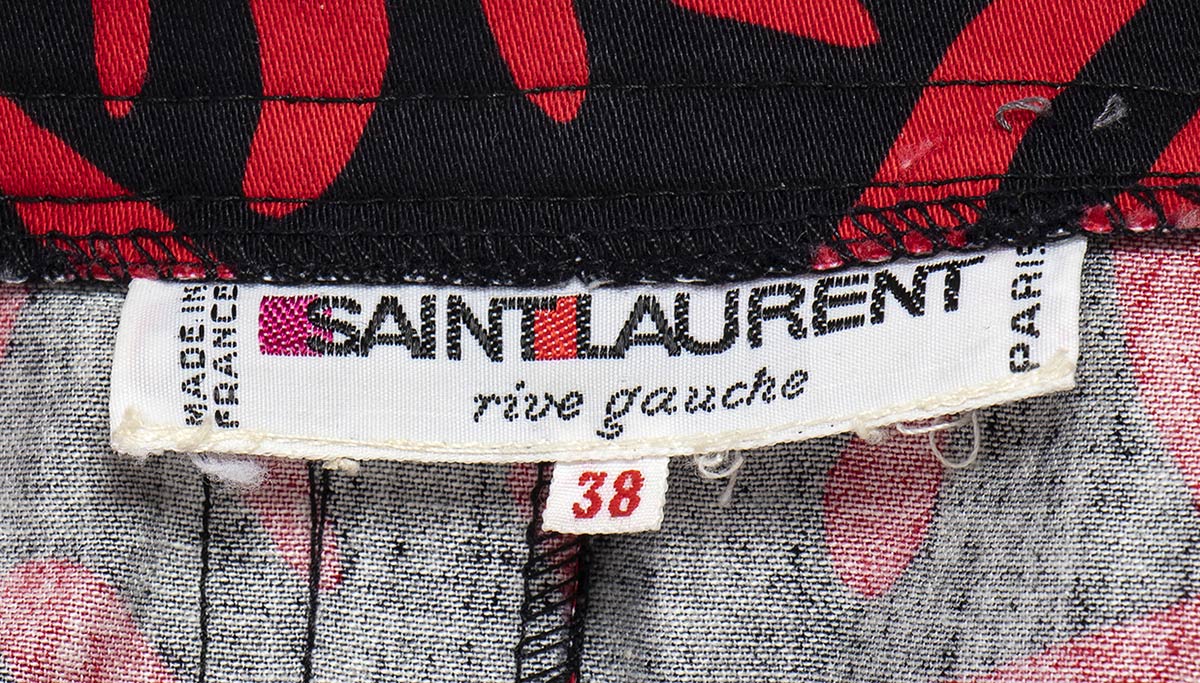 MADE IN
FRANCE
SAINT LAURENT
rive gauche
PARIS
38